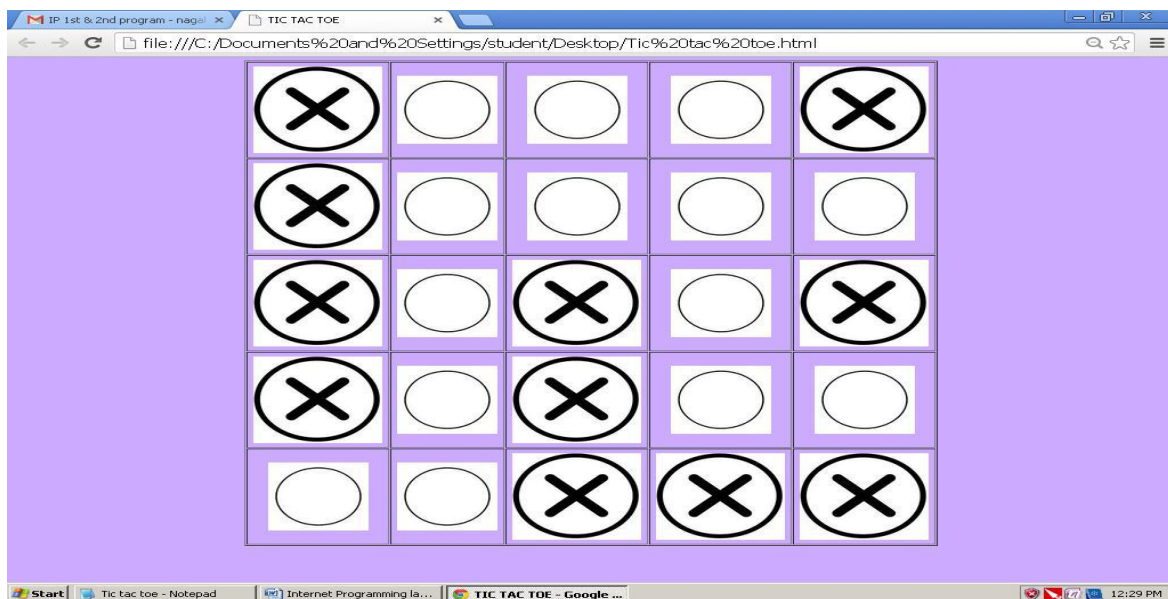 IP 1st & 2nd program - nagal
TIC TAC TOE
file:///C:/Documents%20and%20Settings/student/Desktop/Tic%20tac%20toe.html
Start
Tic tac toe - Notepad
Internet Programming la...
TIC TAC TOE - Google ...
12:29 PM